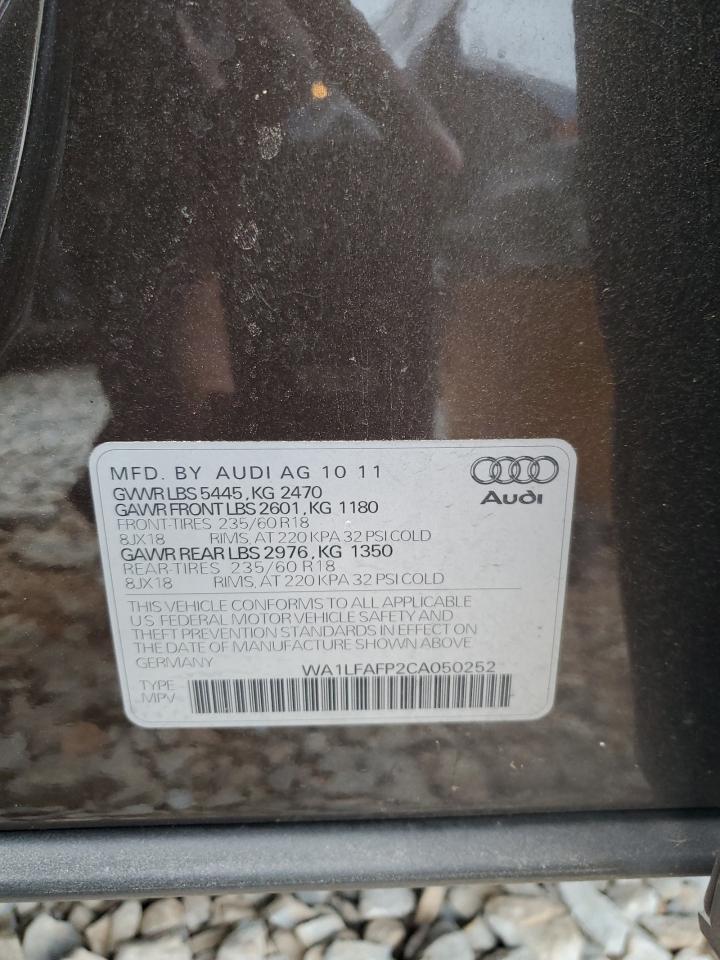 MFD. BY AUDI AG 10 11
GVWR LBS 5445, KG 2470
GAWR FRONT LBS 2601, KG 1180
FRONT-TIRES 235/60 R18
8JX18 RIMS, AT 220 KPA 32 PSI COLD
GAWR REAR LBS 2976, KG 1350
REAR-TIRES 235/60 R18
8JX18 RIMS, AT 220 KPA 32 PSI COLD
Audi
THIS VEHICLE CONFORMS TO ALL APPLICABLE
U.S. FEDERAL MOTOR VEHICLE SAFETY AND
THEFT PREVENTION STANDARDS IN EFFECT ON
THE DATE OF MANUFACTURE SHOWN ABOVE
GERMANY
WA1LFAFP2CA050252
TYPE
MPV